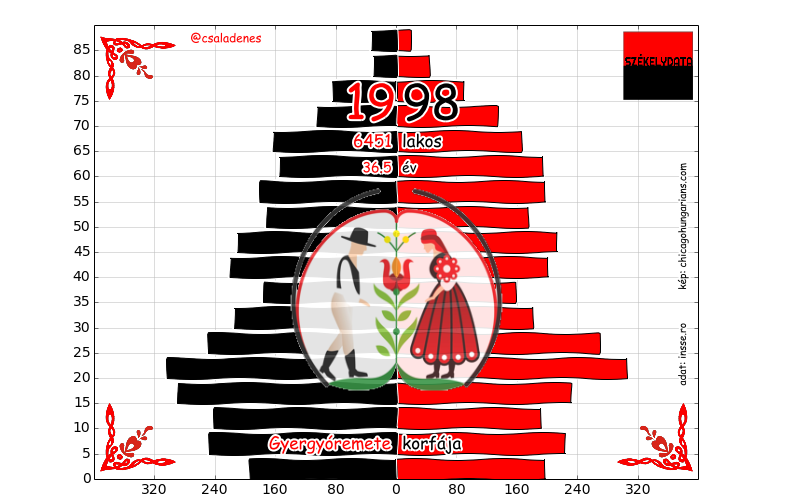 @csaladenes
SZÉKELYDATA
1998
6451 lakos
36.5 év
kép: chicagohungarians.com
adat: insse.ro
Gyergyóremete korfája
85
80
75
70
65
60
55
50
45
40
35
30
25
20
15
10
5
0
320 240 160 80 0 80 160 240 320